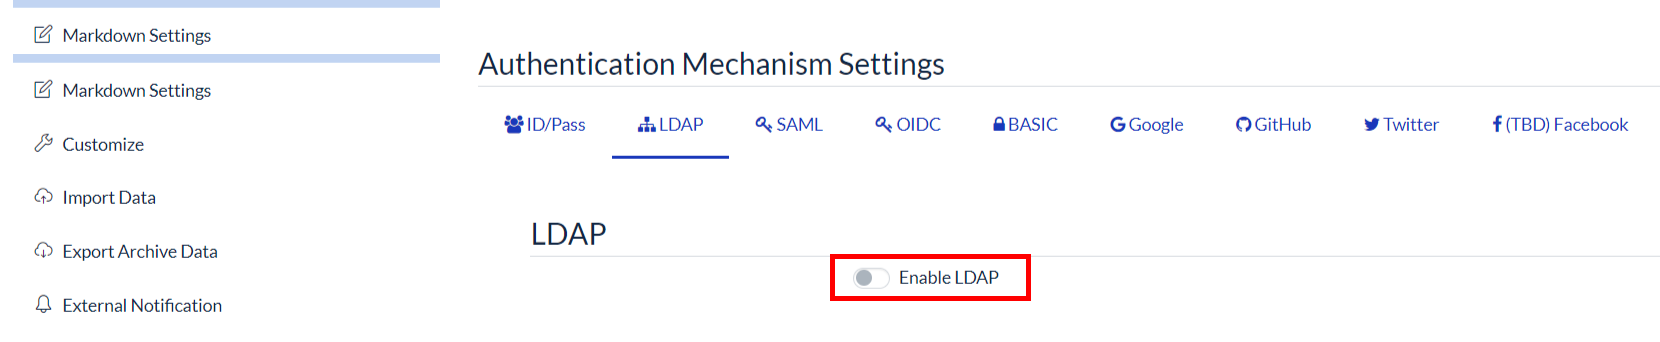 Markdown Settings
Markdown Settings
Customize
Import Data
Export Archive Data
External Notification
Authentication Mechanism Settings
ID/Pass LDAP SAML OIDC BASIC Google GitHub Twitter (TBD) Facebook
LDAP
Enable LDAP